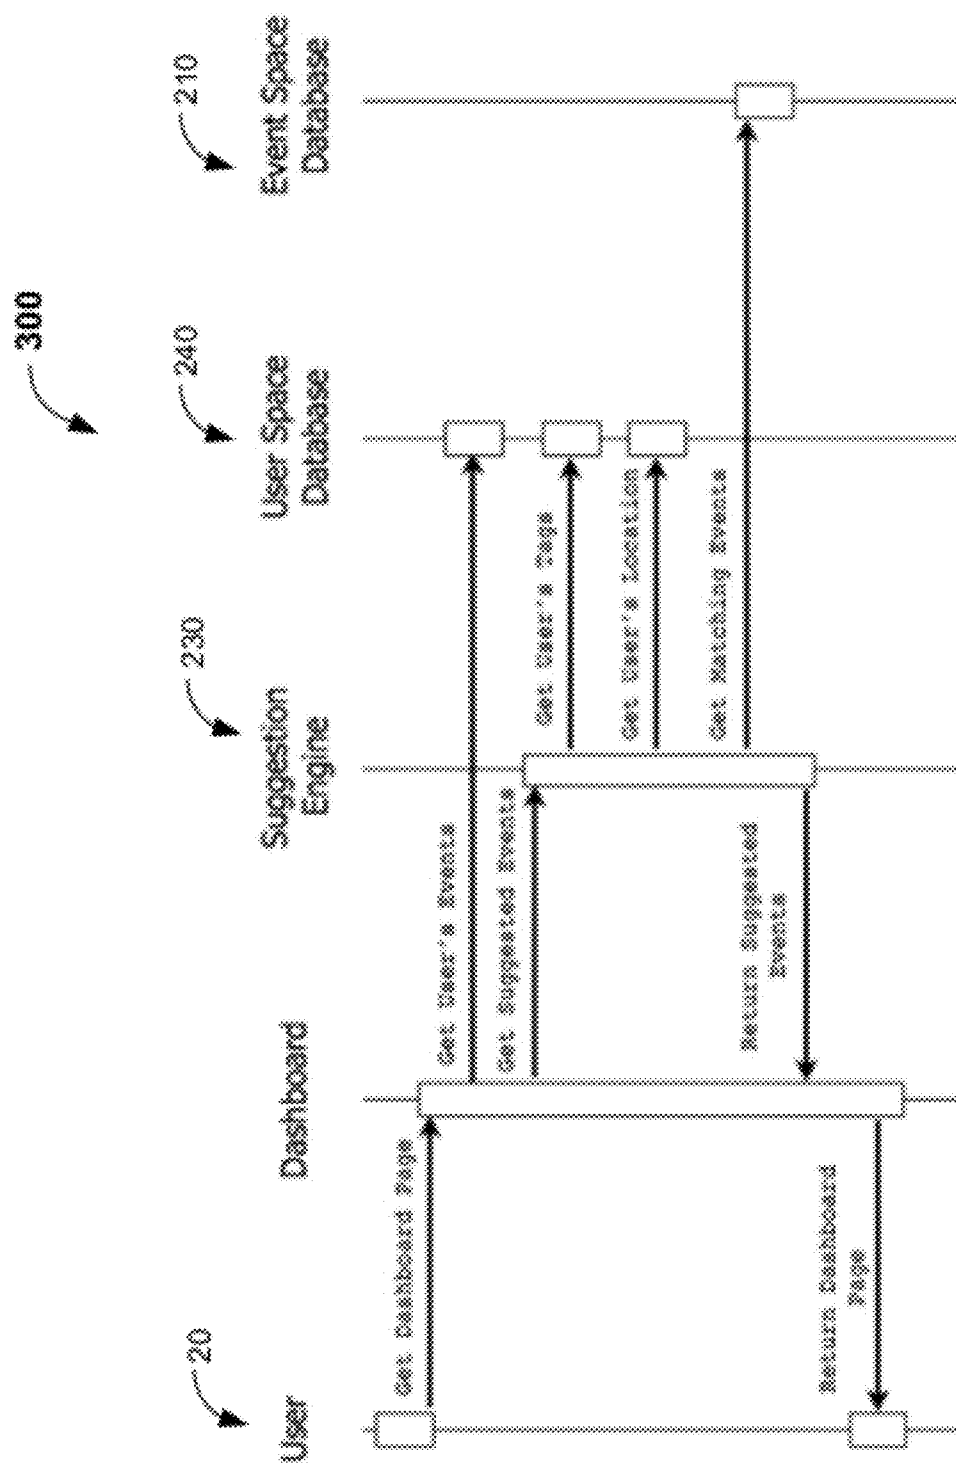 300
20
230
240
210
User
Dashboard
Suggestion
Engine
User Space
Database
Event Space
Database
Get Dashboard Page
Get User's Events
Get Suggested Events
Get User's Tags
Get User's Location
Get Matching Events
Return Suggested
Events
Return Dashboard
Page